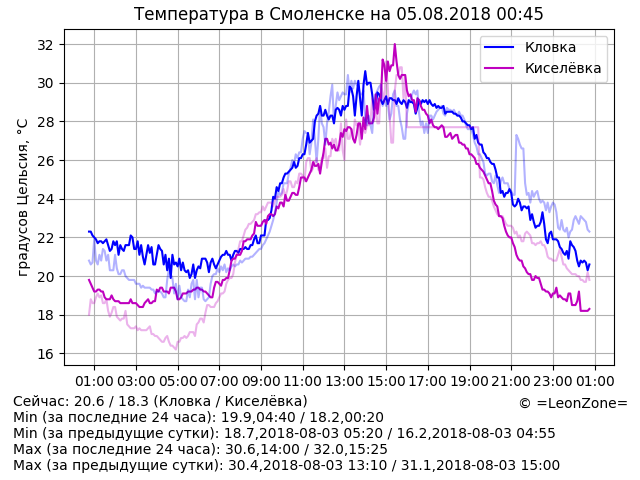 Температура в Смоленске на 05.08.2018 00:45
градусов Цельсия, °C
32
30
28
26
24
22
20
18
16
Кловка
Киселёвка
01:00 03:00 05:00 07:00 09:00 11:00 13:00 15:00 17:00 19:00 21:00 23:00 01:00
Сейчас: 20.6 / 18.3 (Кловка / Киселёвка)
© =LeonZone=
Min (за последние 24 часа): 19.9,04:40 / 18.2,00:20
Min (за предыдущие сутки): 18.7,2018-08-03 05:20 / 16.2,2018-08-03 04:55
Max (за последние 24 часа): 30.6,14:00 / 32.0,15:25
Max (за предыдущие сутки): 30.4,2018-08-03 13:10 / 31.1,2018-08-03 15:00